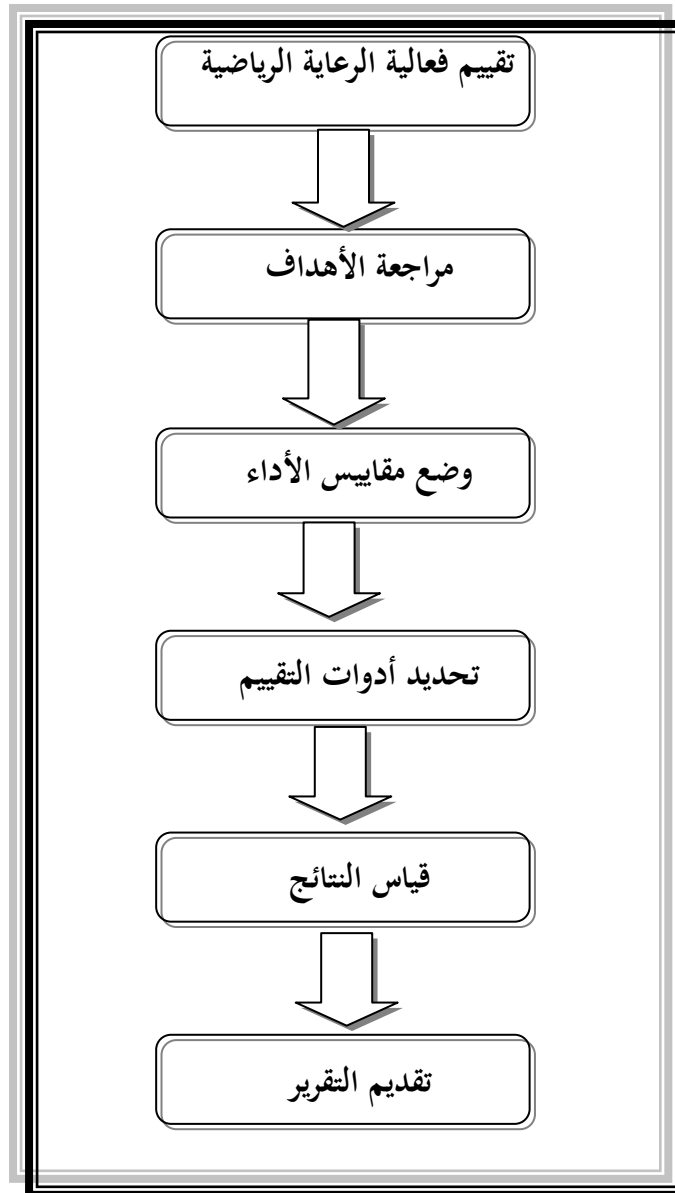 تقييم فعالية الرعاية الرياضية
مراجعة الأهداف
وضع مقاييس الأداء
تحديد أدوات التقييم
قياس النتائج
تقديم التقرير